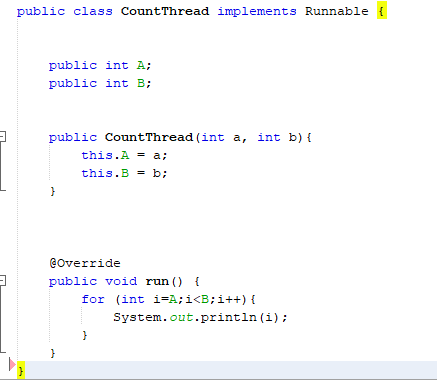 public class CountThread implements Runnable {
public int A;
public int B;
public CountThread(int a, int b){
this.A = a;
this.B = b;
}
@Override
public void run() {
for (int i=A;i<B;i++){
System.out.println(i);
}
}
}